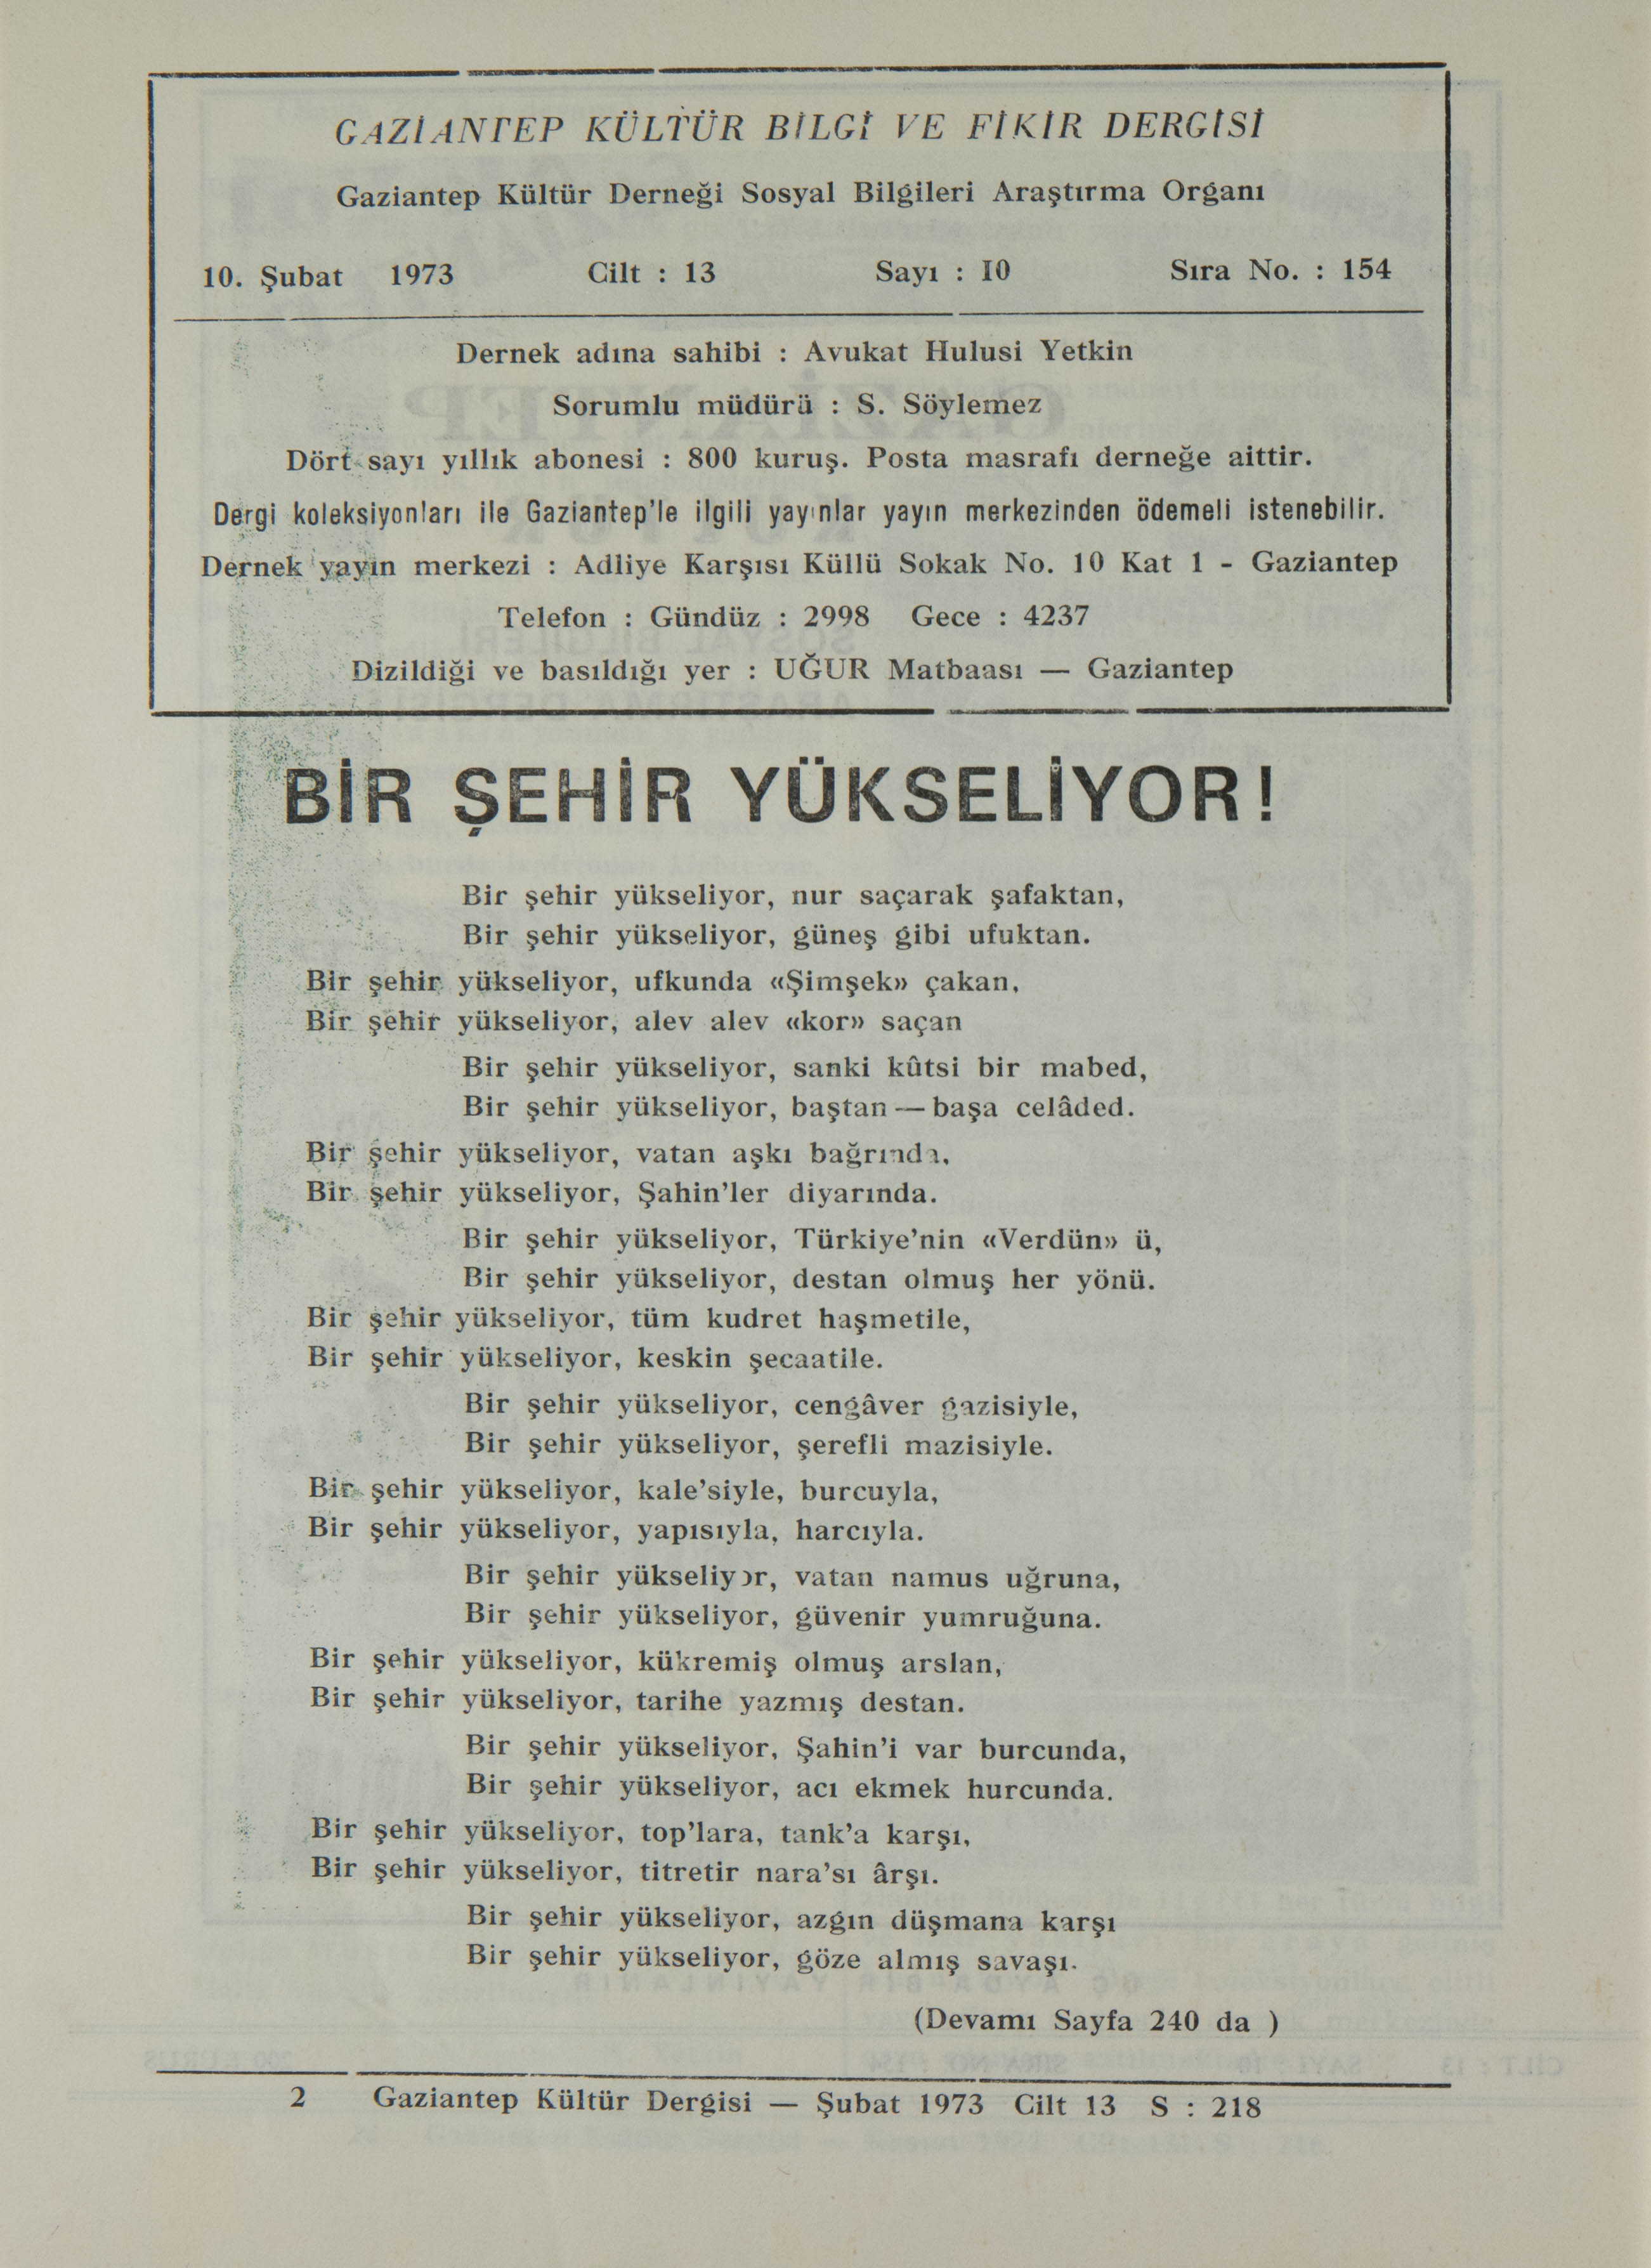 GAZİANTEP KÜLTÜR BİLGİ VE FİKİR DERGİSİ
Gaziantep Kültür Derneği Sosyal Bilgileri Araştırma Organı
10. Şubat 1973 Cilt : 13 Sayı : 10 Sıra No. : 154
Dernek adına sahibi : Avukat Hulusi Yetkin
Sorumlu müdürü : S. Söylemez
Dört sayı yıllık abonesi : 800 kuruş. Posta masrafı derneğe aittir.
Dergi koleksiyonları ile Gaziantep'le ilgili yayınlar yayın merkezinden ödemeli istenebilir.
Dernek yayın merkezi : Adliye Karşısı Küllü Sokak No. 10 Kat 1 - Gaziantep
Telefon : Gündüz : 2998 Gece : 4237
Dizildiği ve basıldığı yer : UĞUR Matbaası — Gaziantep
BİR ŞEHİR YÜKSELİYOR!
Bir şehir yükseliyor, nur saçarak şafaktan,
Bir şehir yükseliyor, güneş gibi ufuktan.
Bir şehir yükseliyor, ufkunda «Şimşek» çakan,
Bir şehir yükseliyor, alev alev «kor» saçan
Bir şehir yükseliyor, sanki kûtsi bir mabed,
Bir şehir yükseliyor, baştan — başa celâded.
Bir şehir yükseliyor, vatan aşkı bağrında,
Bir şehir yükseliyor, Şahin'ler diyarında.
Bir şehir yükseliyor, Türkiye'nin «Verdün» ü,
Bir şehir yükseliyor, destan olmuş her yönü.
Bir şehir yükseliyor, tüm kudret haşmetile,
Bir şehir yükseliyor, keskin şecaatile.
Bir şehir yükseliyor, cengâver gazisiyle,
Bir şehir yükseliyor, şerefli mazisiyle.
Bir şehir yükseliyor, kale'siyle, burcuyla,
Bir şehir yükseliyor, yapısıyla, harcıyla.
Bir şehir yükseliyor, vatan namus uğruna,
Bir şehir yükseliyor, güvenir yumruğuna.
Bir şehir yükseliyor, kükremiş olmuş arslan,
Bir şehir yükseliyor, tarihe yazmış destan.
Bir şehir yükseliyor, Şahin'i var burcunda,
Bir şehir yükseliyor, acı ekmek hurcunda.
Bir şehir yükseliyor, top'lara, tank'a karşı,
Bir şehir yükseliyor, titretir nara'sı ârşı.
Bir şehir yükseliyor, azgın düşmana karşı
Bir şehir yükseliyor, göze almış savaşı.
(Devamı Sayfa 240 da )
2 Gaziantep Kültür Dergisi — Şubat 1973 Cilt 13 S : 218